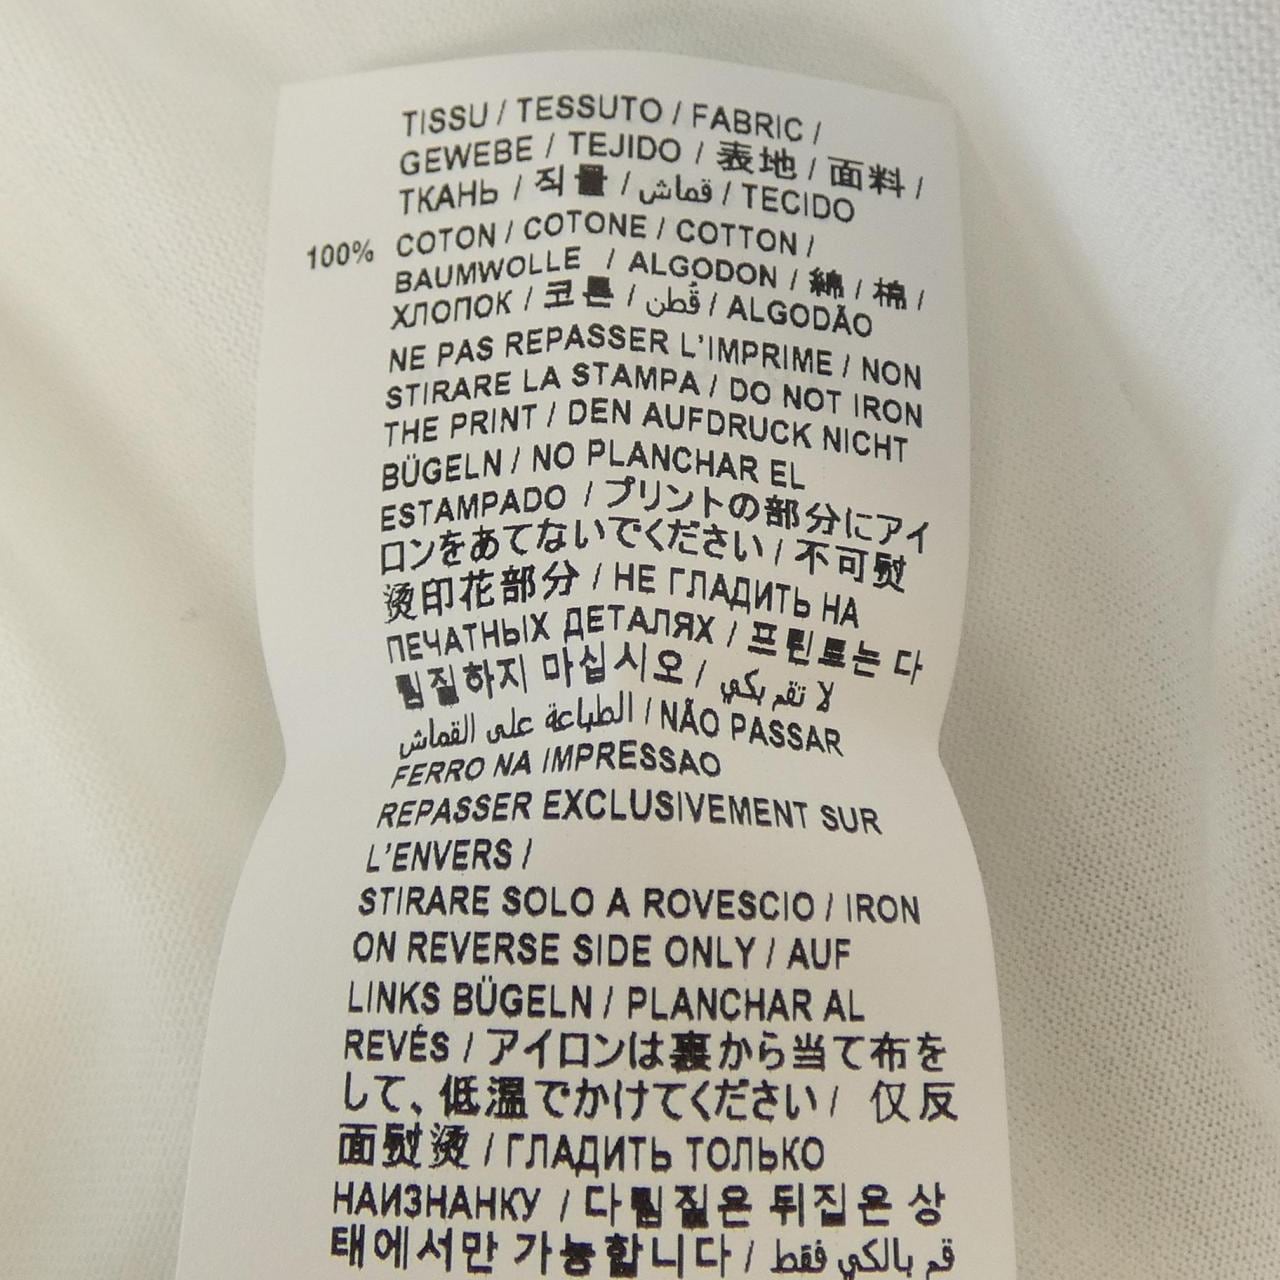 TISSU / TESSUTO / FABRIC /
GEWEBE / TEJIDO / 表地 / 面料 /
ТКАНЬ / 직물 / قماش / TECIDO
100% COTON / COTONE / COTTON /
BAUMWOLLE / ALGODON / 綿 / 棉 /
ХЛОПОК / 코튼 / قُطن / ALGODÃO
NE PAS REPASSER L'IMPRIME / NON
STIRARE LA STAMPA / DO NOT IRON
THE PRINT / DEN AUFDRUCK NICHT
BÜGELN / NO PLANCHAR EL
ESTAMPADO / プリントの部分にアイ
ロンをあてないでください / 不可熨
烫印花部分 / НЕ ГЛАДИТЬ НА
ПЕЧАТНЫХ ДЕТАЛЯХ / 프린트는 다
림질하지 마십시오 / لا تقم بكي
الطباعة على القماش / NÃO PASSAR
FERRO NA IMPRESSAO
REPASSER EXCLUSIVEMENT SUR
L'ENVERS /
STIRARE SOLO A ROVESCIO / IRON
ON REVERSE SIDE ONLY / AUF
LINKS BÜGELN / PLANCHAR AL
REVÉS / アイロンは裏から当て布を
して、低温でかけてください / 仅反
面熨烫 / ГЛАДИТЬ ТОЛЬКО
НАИЗНАНКУ / 다림질은 뒤집은 상
태에서만 가능합니다 / قم بالكي فقط